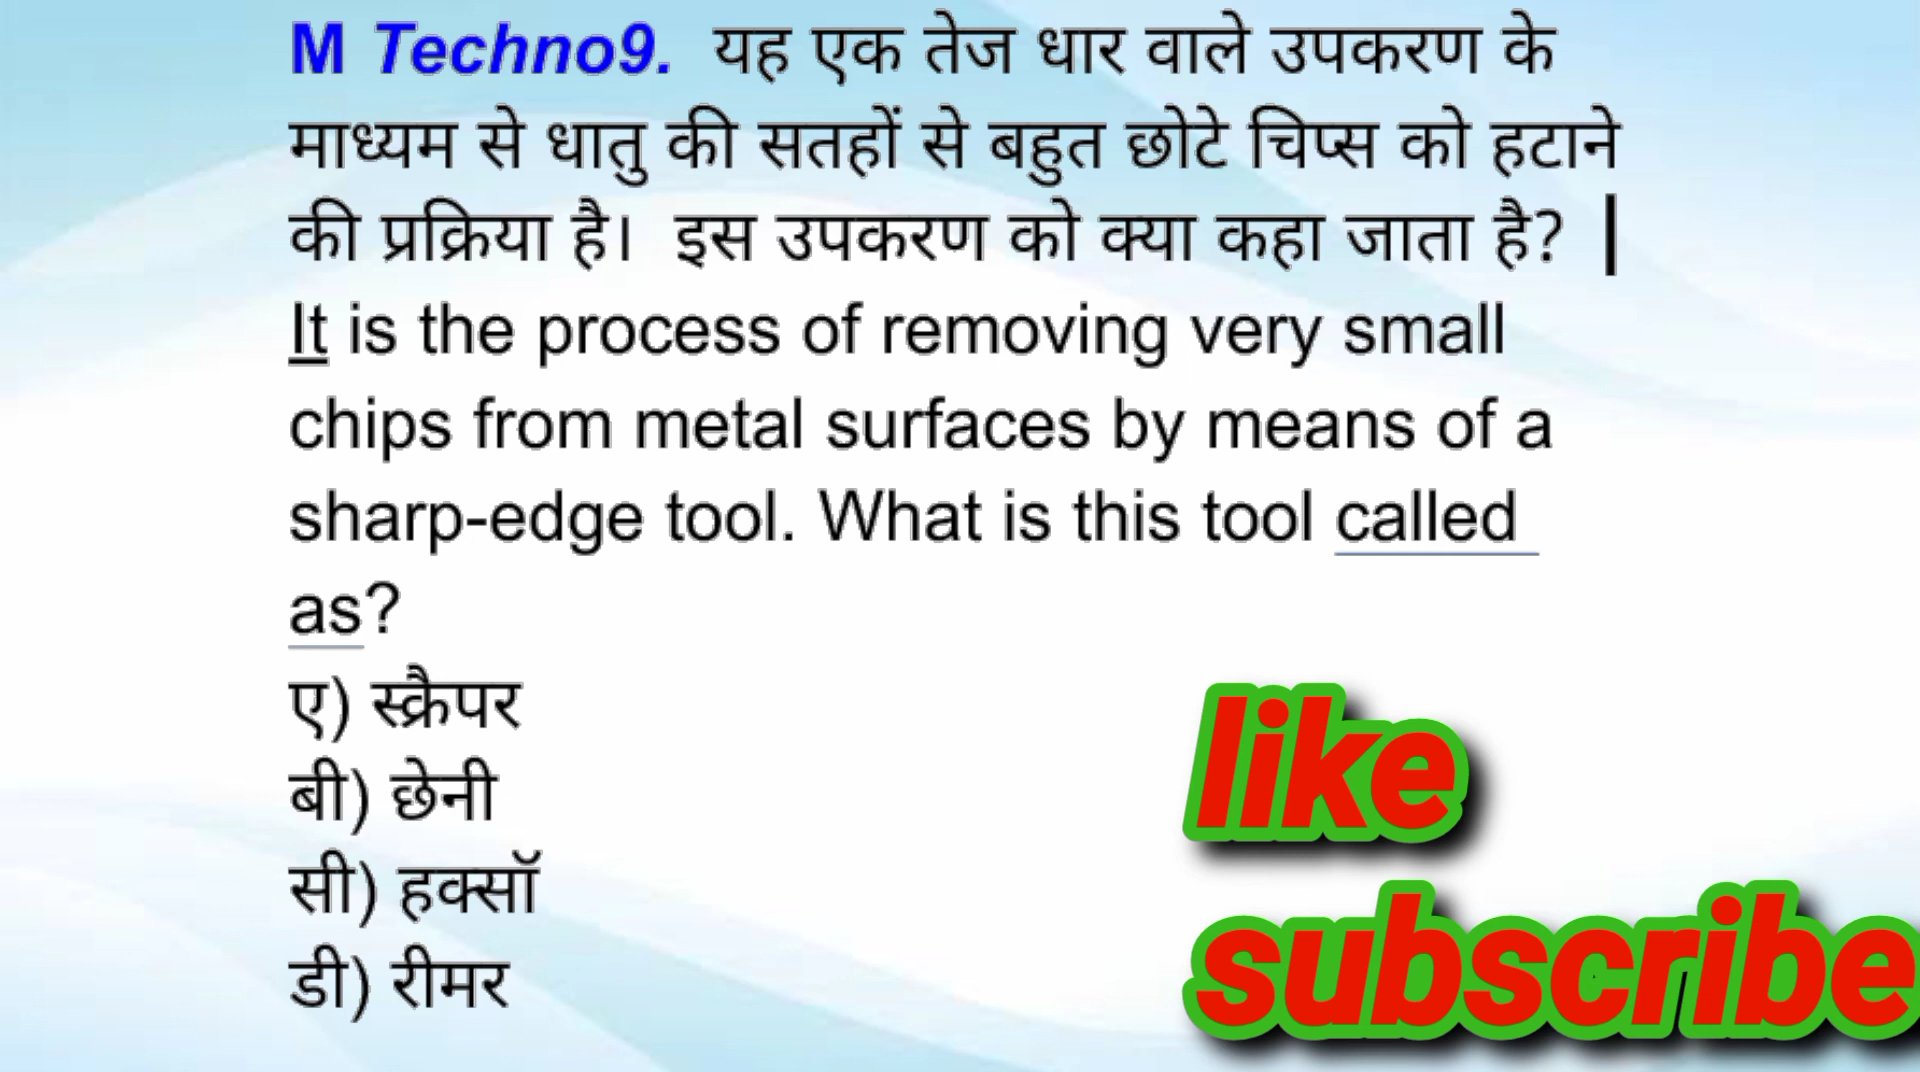 M Techno9. यह एक तेज धार वाले उपकरण के
माध्यम से धातु की सतहों से बहुत छोटे चिप्स को हटाने
की प्रक्रिया है। इस उपकरण को क्या कहा जाता है? |
It is the process of removing very small
chips from metal surfaces by means of a
sharp-edge tool. What is this tool called
as?
ए) स्क्रैपर
बी) छेनी
सी) हक्सॉ
डी) रीमर
like
subscribe